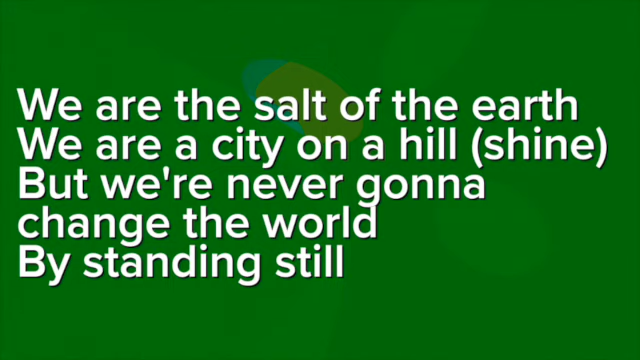 We are the salt of the earth
We are a city on a hill (shine)
But we're never gonna
change the world
By standing still